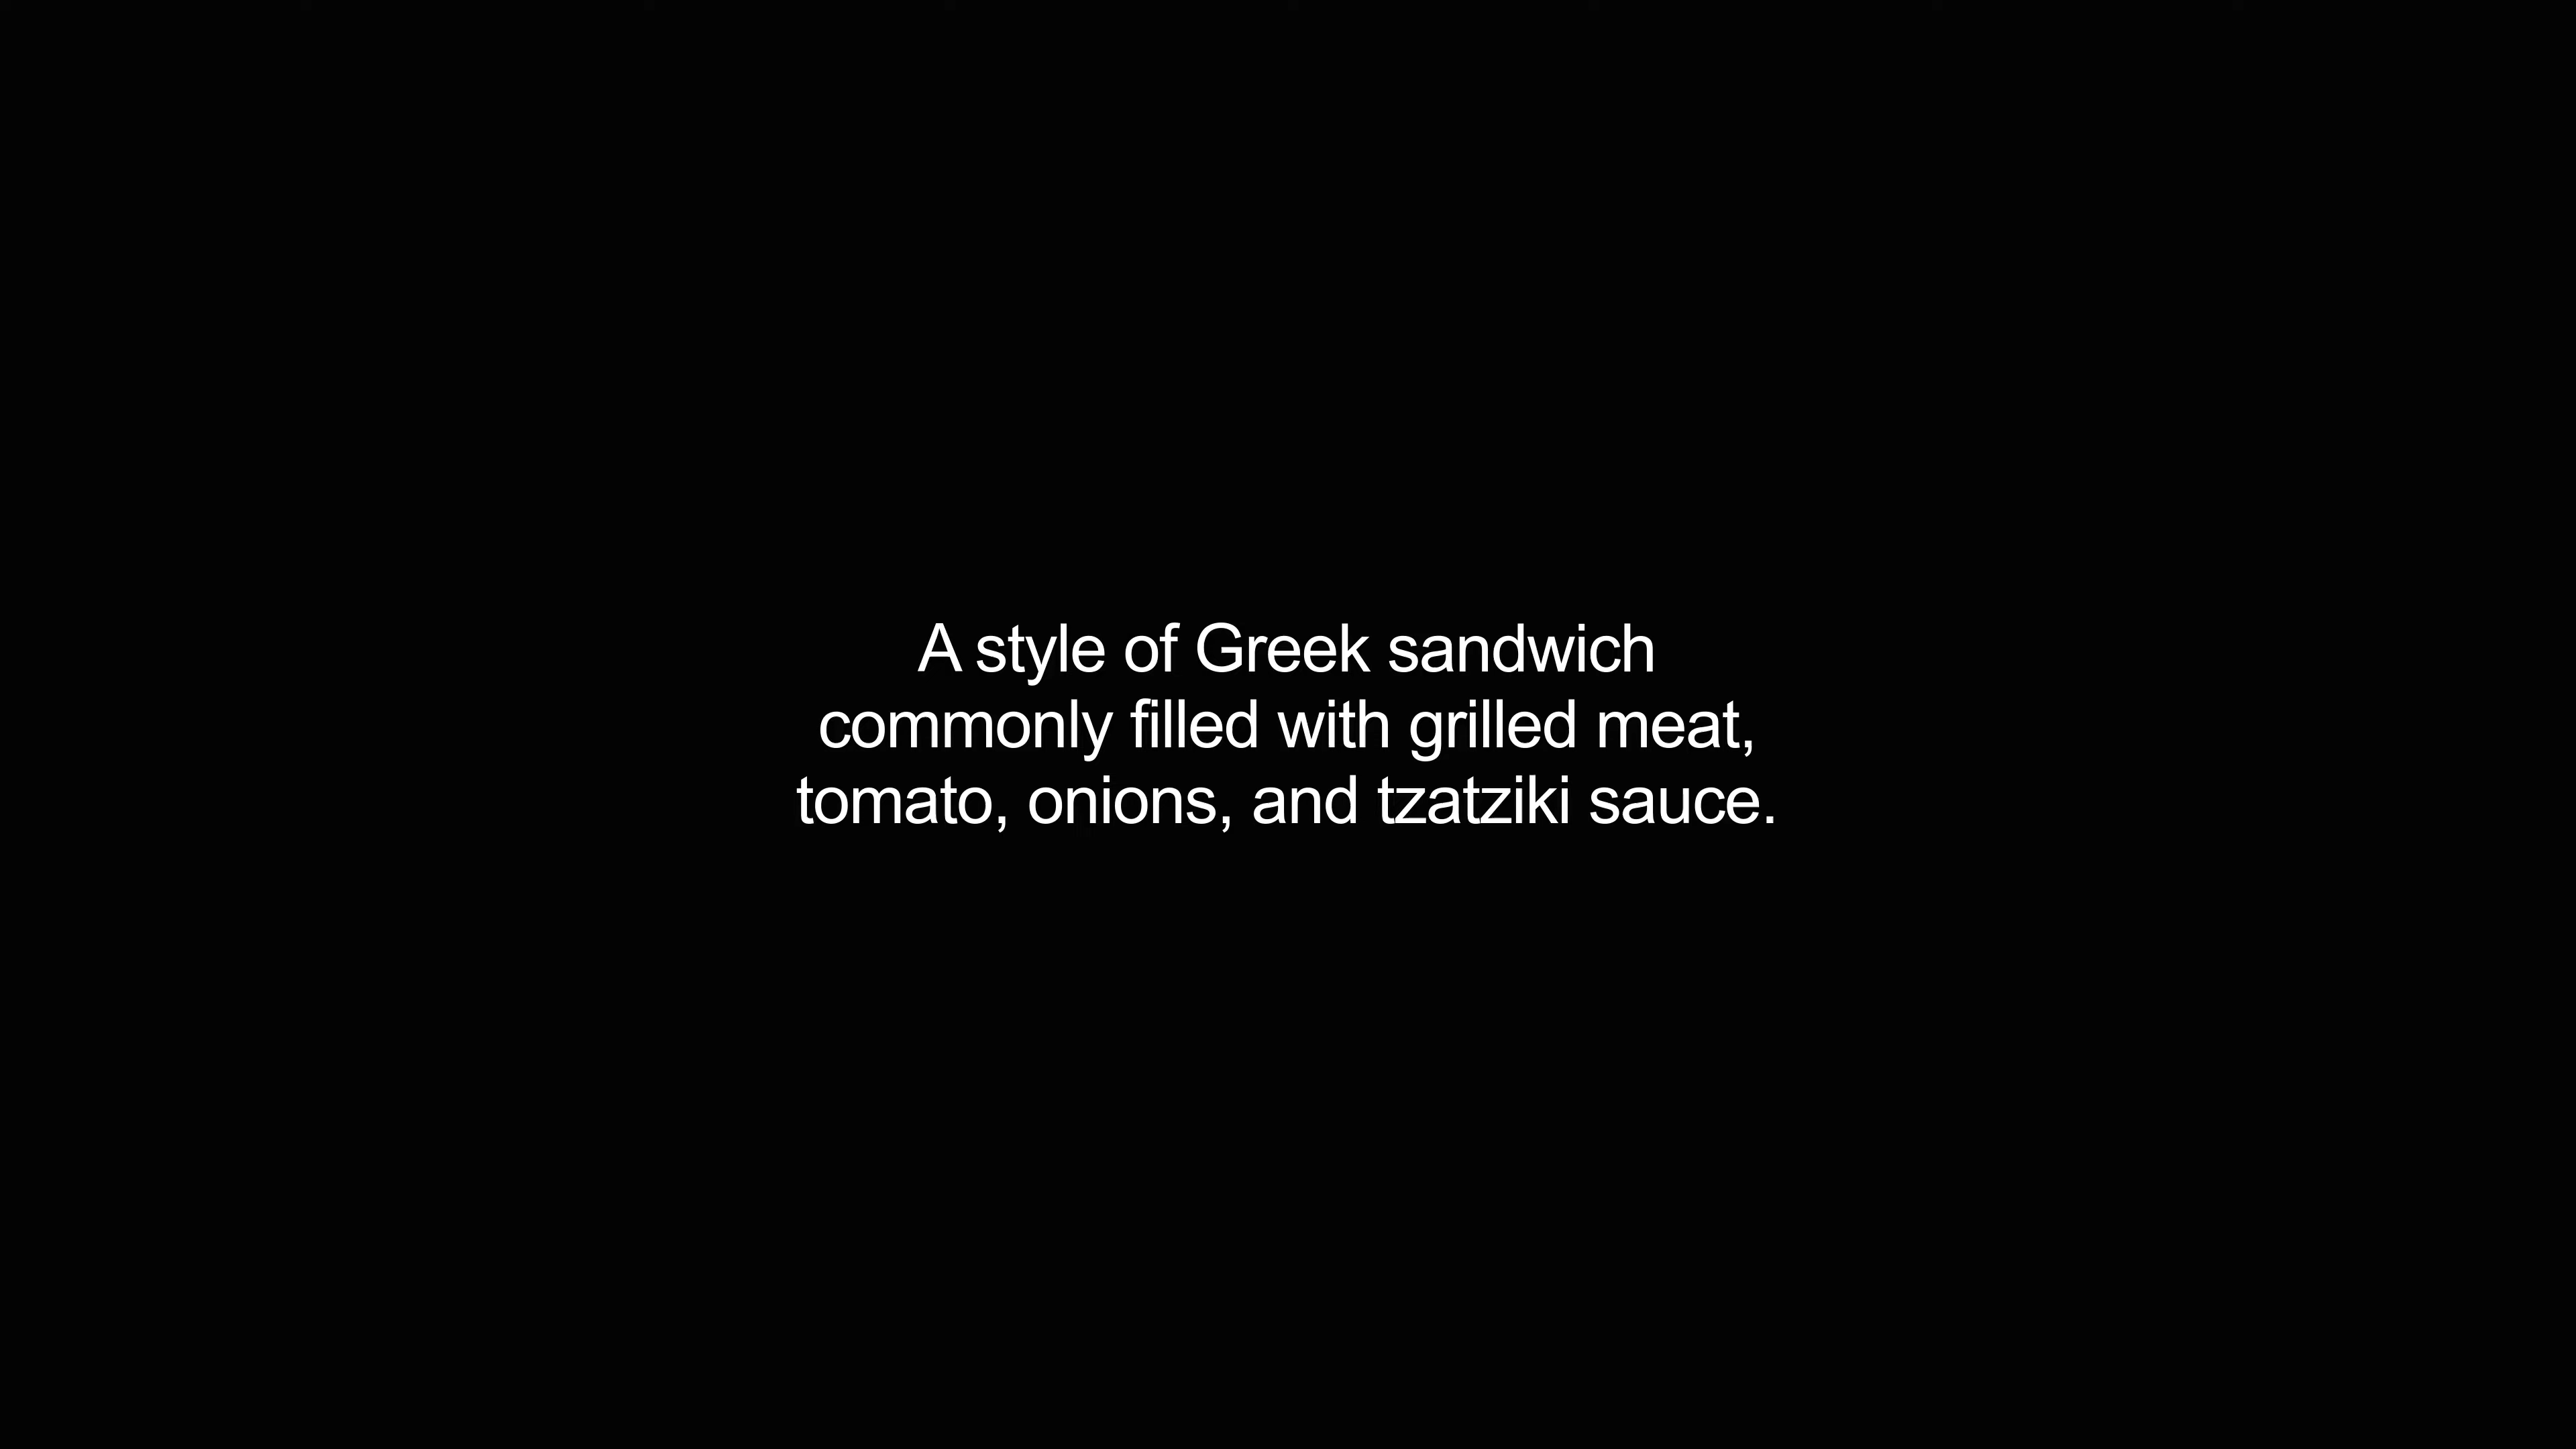 A style of Greek sandwich
commonly filled with grilled meat,
tomato, onions, and tzatziki sauce.